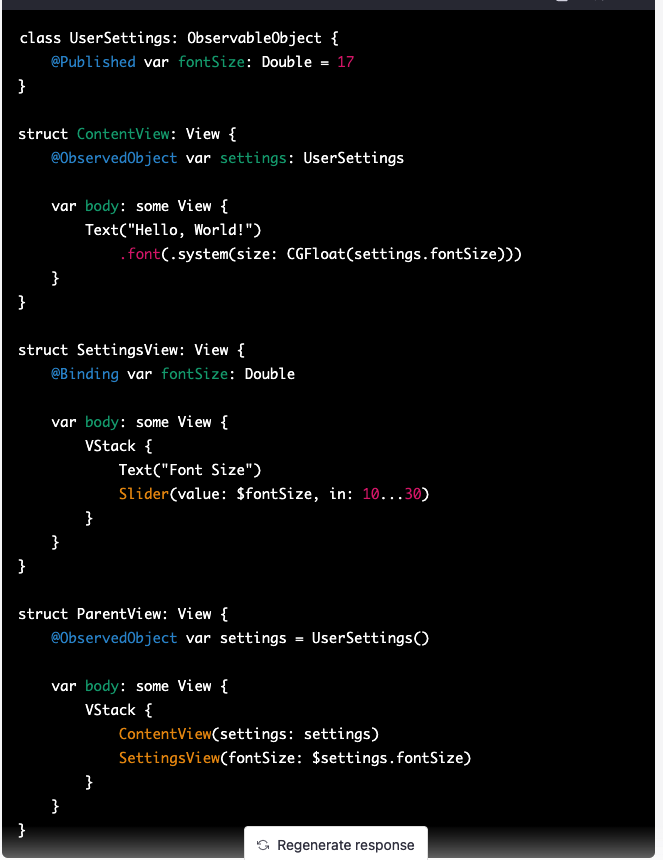 class UserSettings: ObservableObject {
    @Published var fontSize: Double = 17
}

struct ContentView: View {
    @ObservedObject var settings: UserSettings

    var body: some View {
        Text("Hello, World!")
            .font(.system(size: CGFloat(settings.fontSize)))
    }
}

struct SettingsView: View {
    @Binding var fontSize: Double

    var body: some View {
        VStack {
            Text("Font Size")
            Slider(value: $fontSize, in: 10...30)
        }
    }
}

struct ParentView: View {
    @ObservedObject var settings = UserSettings()

    var body: some View {
        VStack {
            ContentView(settings: settings)
            SettingsView(fontSize: $settings.fontSize)
        }
    }
}
Regenerate response